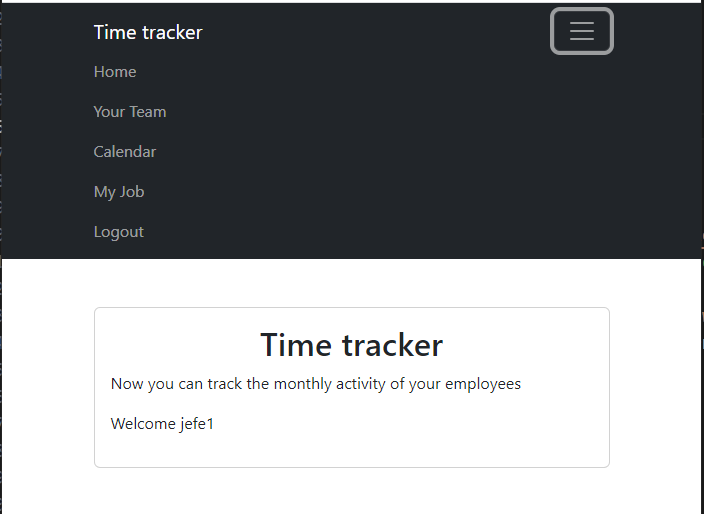 Time tracker
Home
Your Team
Calendar
My Job
Logout
Time tracker
Now you can track the monthly activity of your employees
Welcome jefe1